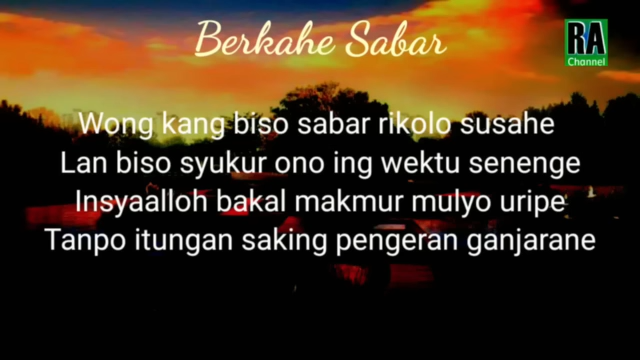 Berkahe Sabar
RA
Channel
Wong kang biso sabar rikolo susahe
Lan biso syukur ono ing wektu senenge
Insyaalloh bakal makmur mulyo uripe
Tanpo itungan saking pengeran ganjarane